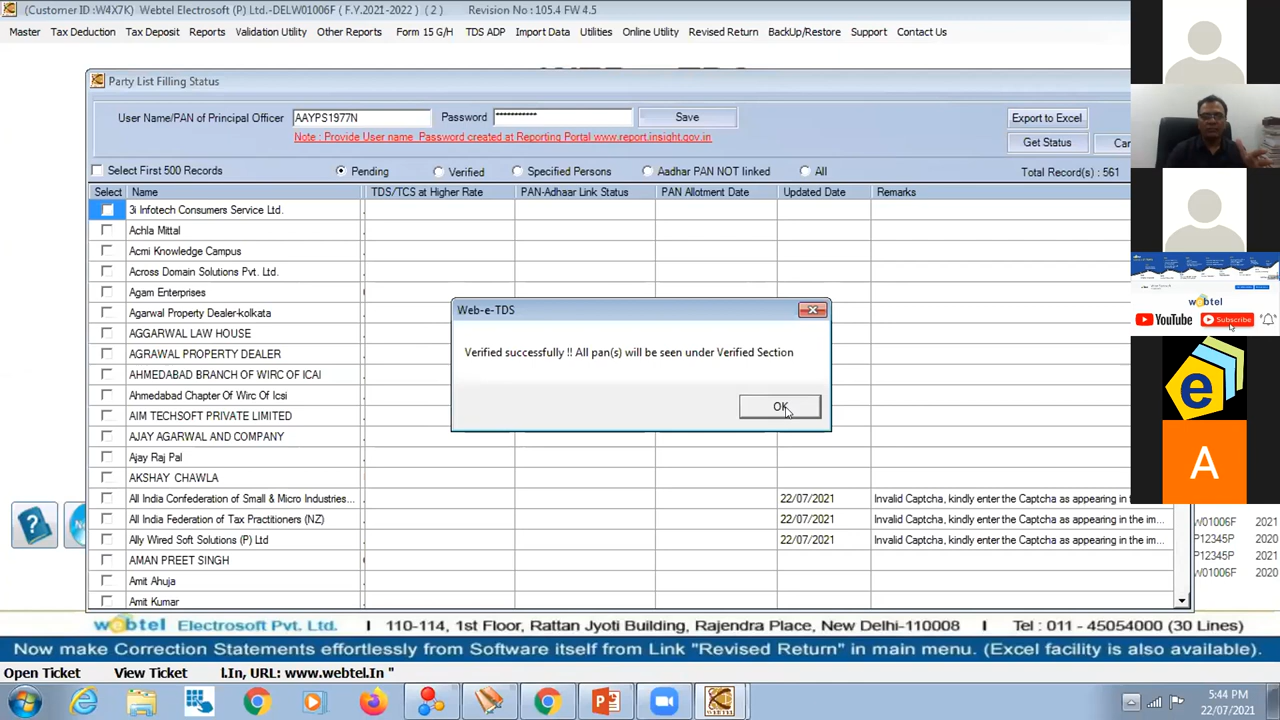 (Customer ID :W4X7K) Webtel Electrosoft (P) Ltd.-DELW01006F ( F.Y.2021-2022 ) ( 2 ) Revision No : 105.4 FW 4.5
Master Tax Deduction Tax Deposit Reports Validation Utility Other Reports Form 15 G/H TDS ADP Import Data Utilities Online Utility Revised Return BackUp/Restore Support Contact Us
Party List Filling Status
User Name/PAN of Principal Officer AAYPS1977N Password *********** Save Export to Excel
Note : Provide User name Password created at Reporting Portal www.report.insight.gov.in
Get Status
Select First 500 Records Pending Verified Specified Persons Aadhar PAN NOT linked All Total Record(s) : 561
Select Name TDS/TCS at Higher Rate PAN-Adhaar Link Status PAN Allotment Date Updated Date Remarks
3i Infotech Consumers Service Ltd.
Achla Mittal
Acmi Knowledge Campus
Across Domain Solutions Pvt. Ltd.
Agam Enterprises
Agarwal Property Dealer-kolkata
AGGARWAL LAW HOUSE
AGRAWAL PROPERTY DEALER
AHMEDABAD BRANCH OF WIRC OF ICAI
Ahmedabad Chapter Of Wirc Of Icsi
AIM TECHSOFT PRIVATE LIMITED
AJAY AGARWAL AND COMPANY
Ajay Raj Pal
AKSHAY CHAWLA
All India Confederation of Small & Micro Industries... 22/07/2021 Invalid Captcha, kindly enter the Captcha as appearing in the im...
All India Federation of Tax Practitioners (NZ) 22/07/2021 Invalid Captcha, kindly enter the Captcha as appearing in the im...
Ally Wired Soft Solutions (P) Ltd 22/07/2021 Invalid Captcha, kindly enter the Captcha as appearing in the im...
AMAN PREET SINGH
Amit Ahuja
Amit Kumar
Web-e-TDS
Verified successfully !! All pan(s) will be seen under Verified Section
OK
webtel
YouTube Subscribe
e
A
W01006F 2021
P12345P 2020
P12345P 2021
W01006F 2020
webtel Electrosoft Pvt. Ltd. I 110-114, 1st Floor, Rattan Jyoti Building, Rajendra Place, New Delhi-110008 I Tel : 011 - 45054000 (30 Lines)
Now make Correction Statements effortlessly from Software itself from Link "Revised Return" in main menu. (Excel facility is also available).
Open Ticket View Ticket l.In, URL: www.webtel.In "
5:44 PM
22/07/2021